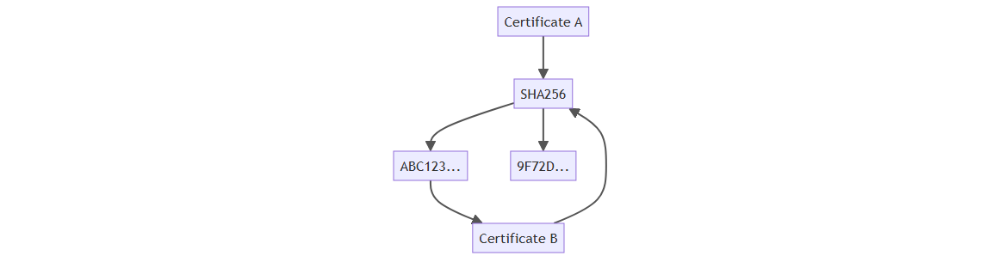 Certificate A
SHA256
ABC123...
9F72D...
Certificate B